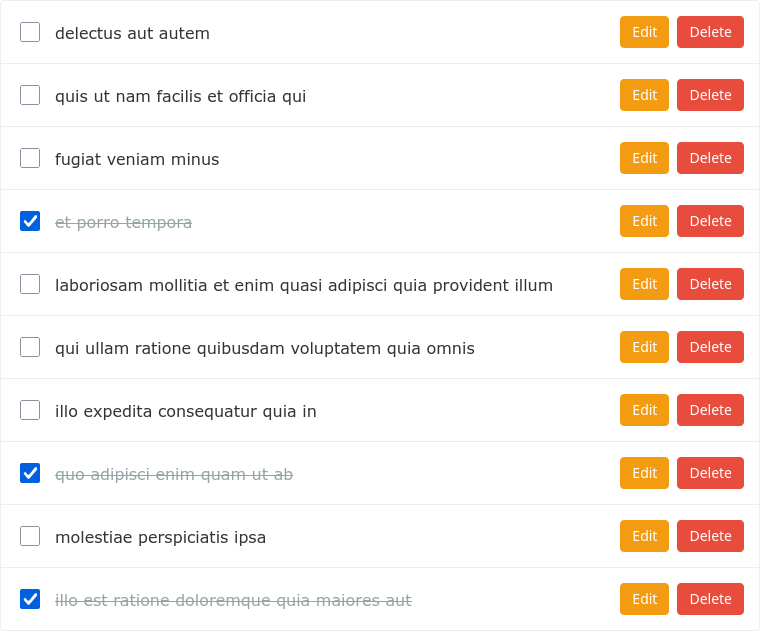 delectus aut autem Edit Delete
quis ut nam facilis et officia qui Edit Delete
fugiat veniam minus Edit Delete
et porro tempora Edit Delete
laboriosam mollitia et enim quasi adipisci quia provident illum Edit Delete
qui ullam ratione quibusdam voluptatem quia omnis Edit Delete
illo expedita consequatur quia in Edit Delete
quo adipisci enim quam ut ab Edit Delete
molestiae perspiciatis ipsa Edit Delete
illo est ratione doloremque quia maiores aut Edit Delete